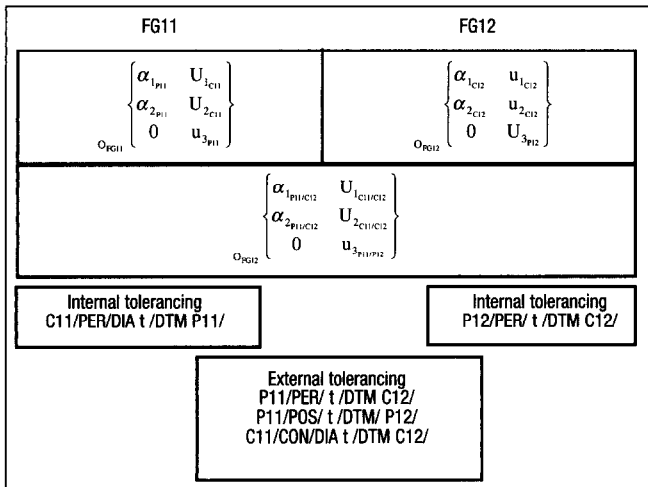 FG11 FG12
α1P11 U1C11 α1C12 u1C12
α2P11 U2C11 α2C12 u2C12
OFG11 0 u3P11 OFG12 0 U3P12
α1P11/C12 U1C11/C12
α2P11/C12 U2C11/C12
OFG12 0 u3P11/P12
Internal tolerancing
C11/PER/DIA t /DTM P11/
Internal tolerancing
P12/PER/ t /DTM C12/
External tolerancing
P11/PER/ t /DTM C12/
P11/POS/ t /DTM/ P12/
C11/CON/DIA t /DTM C12/